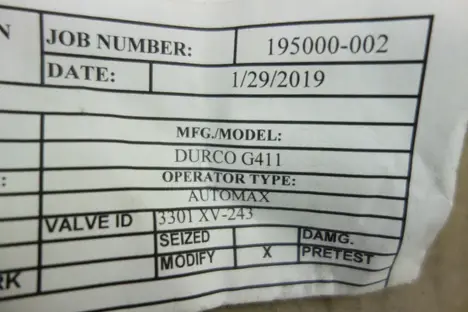 N
JOB NUMBER: 195000-002
DATE: 1/29/2019
MFG./MODEL:
DURCO G411
: OPERATOR TYPE:
AUTOMAX
VALVE ID 3301 XV-243
SEIZED DAMG.
MODIFY X PRETEST
RK